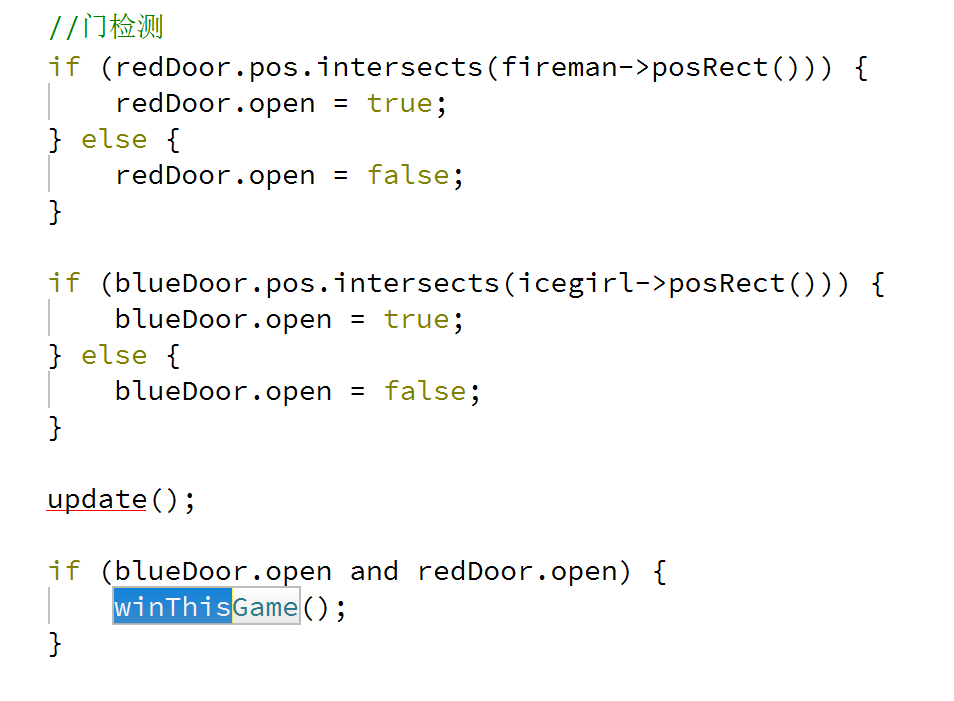 //门检测
if (redDoor.pos.intersects(fireman->posRect())) {
    redDoor.open = true;
} else {
    redDoor.open = false;
}
if (blueDoor.pos.intersects(icegirl->posRect())) {
    blueDoor.open = true;
} else {
    blueDoor.open = false;
}
update();
if (blueDoor.open and redDoor.open) {
    winThisGame();
}